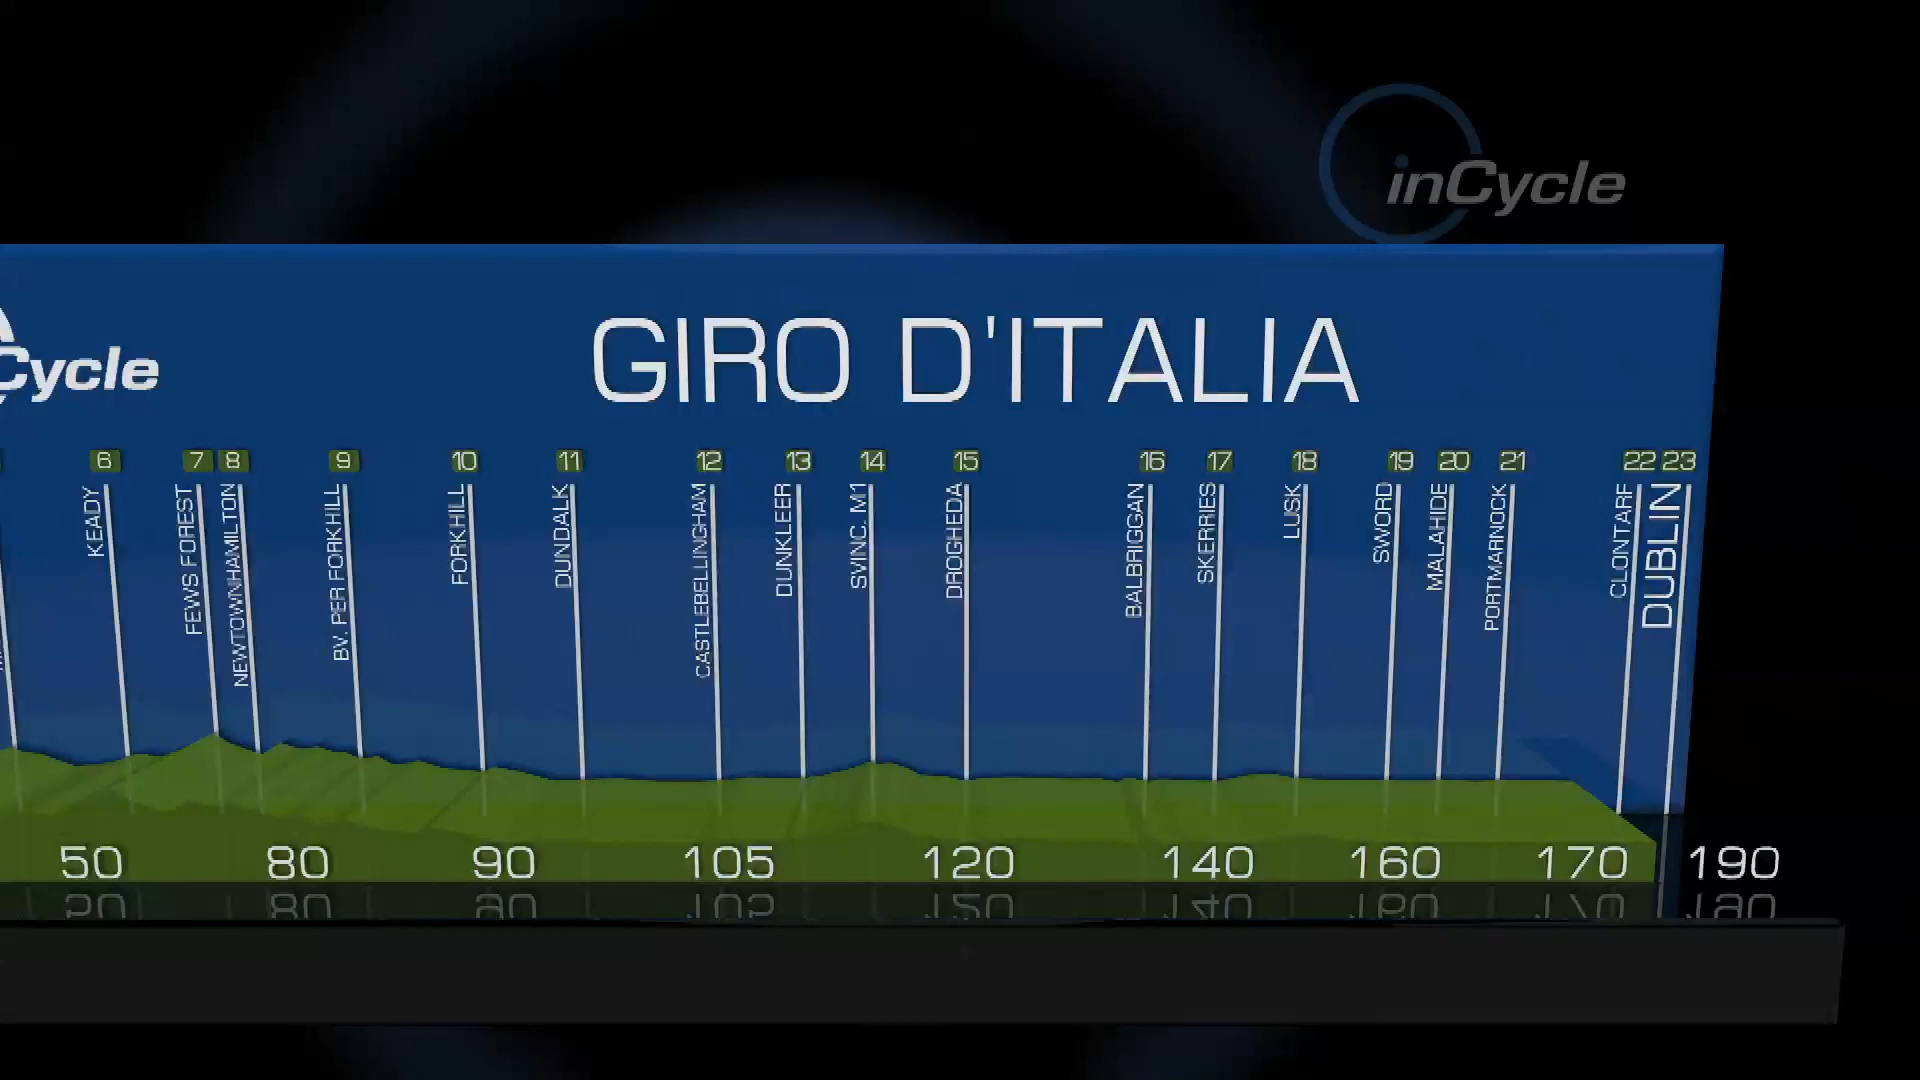 inCycle
Cycle
GIRO D'ITALIA
6 7 8 9 10 11 12 13 14 15 16 17 18 19 20 21 22 23
KEADY
FEWS FOREST
NEWTOWNHAMILTON
BV. PER FORKHILL
FORKHILL
DUNDALK
CASTLEBELLINGHAM
DUNKLEER
SVINC. M1
DROGHEDA
BALBRIGGAN
SKERRIES
LUSK
SWORD
MALAHIDE
PORTMARNOCK
CLONTARF
DUBLIN
50 80 90 105 120 140 160 170 190